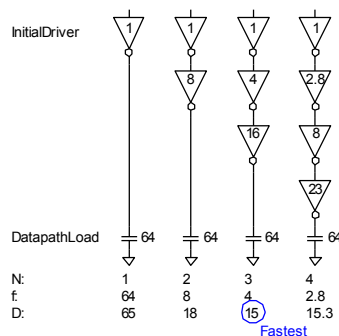 InitialDriver 1 1 1 1
8 4 2.8
16 8
23
DatapathLoad 64 64 64 64
N: 1 2 3 4
f: 64 8 4 2.8
D: 65 18 15 15.3
Fastest